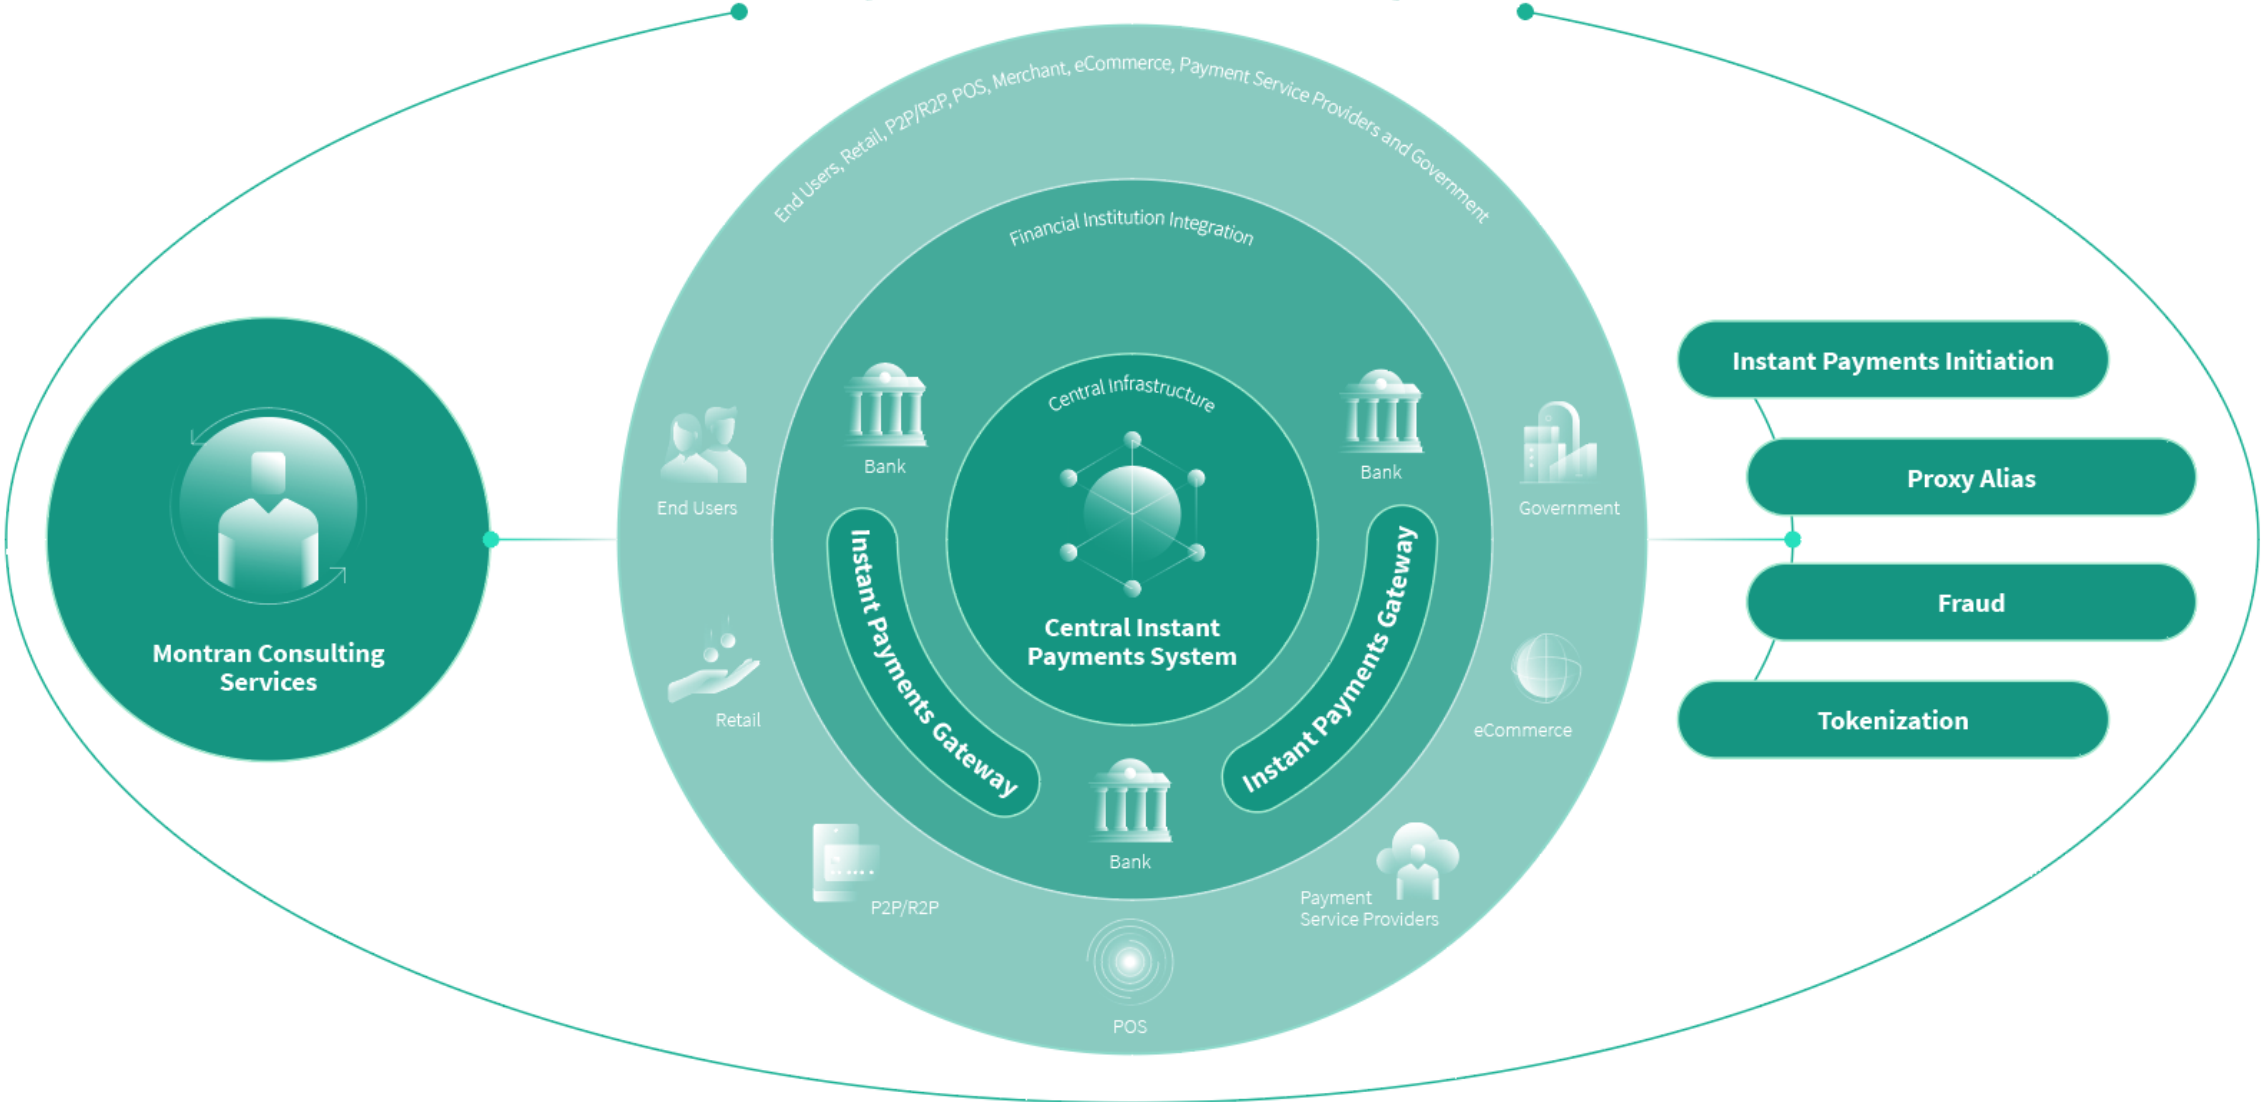 End Users, Retail, P2P/R2P, POS, Merchant, eCommerce, Payment Service Providers and Government
Financial Institution Integration
Central Infrastructure
Central Instant
Payments System
Bank
Bank
Bank
Instant Payments Gateway
Instant Payments Gateway
End Users
Retail
P2P/R2P
POS
Payment
Service Providers
eCommerce
Government
Montran Consulting
Services
Instant Payments Initiation
Proxy Alias
Fraud
Tokenization